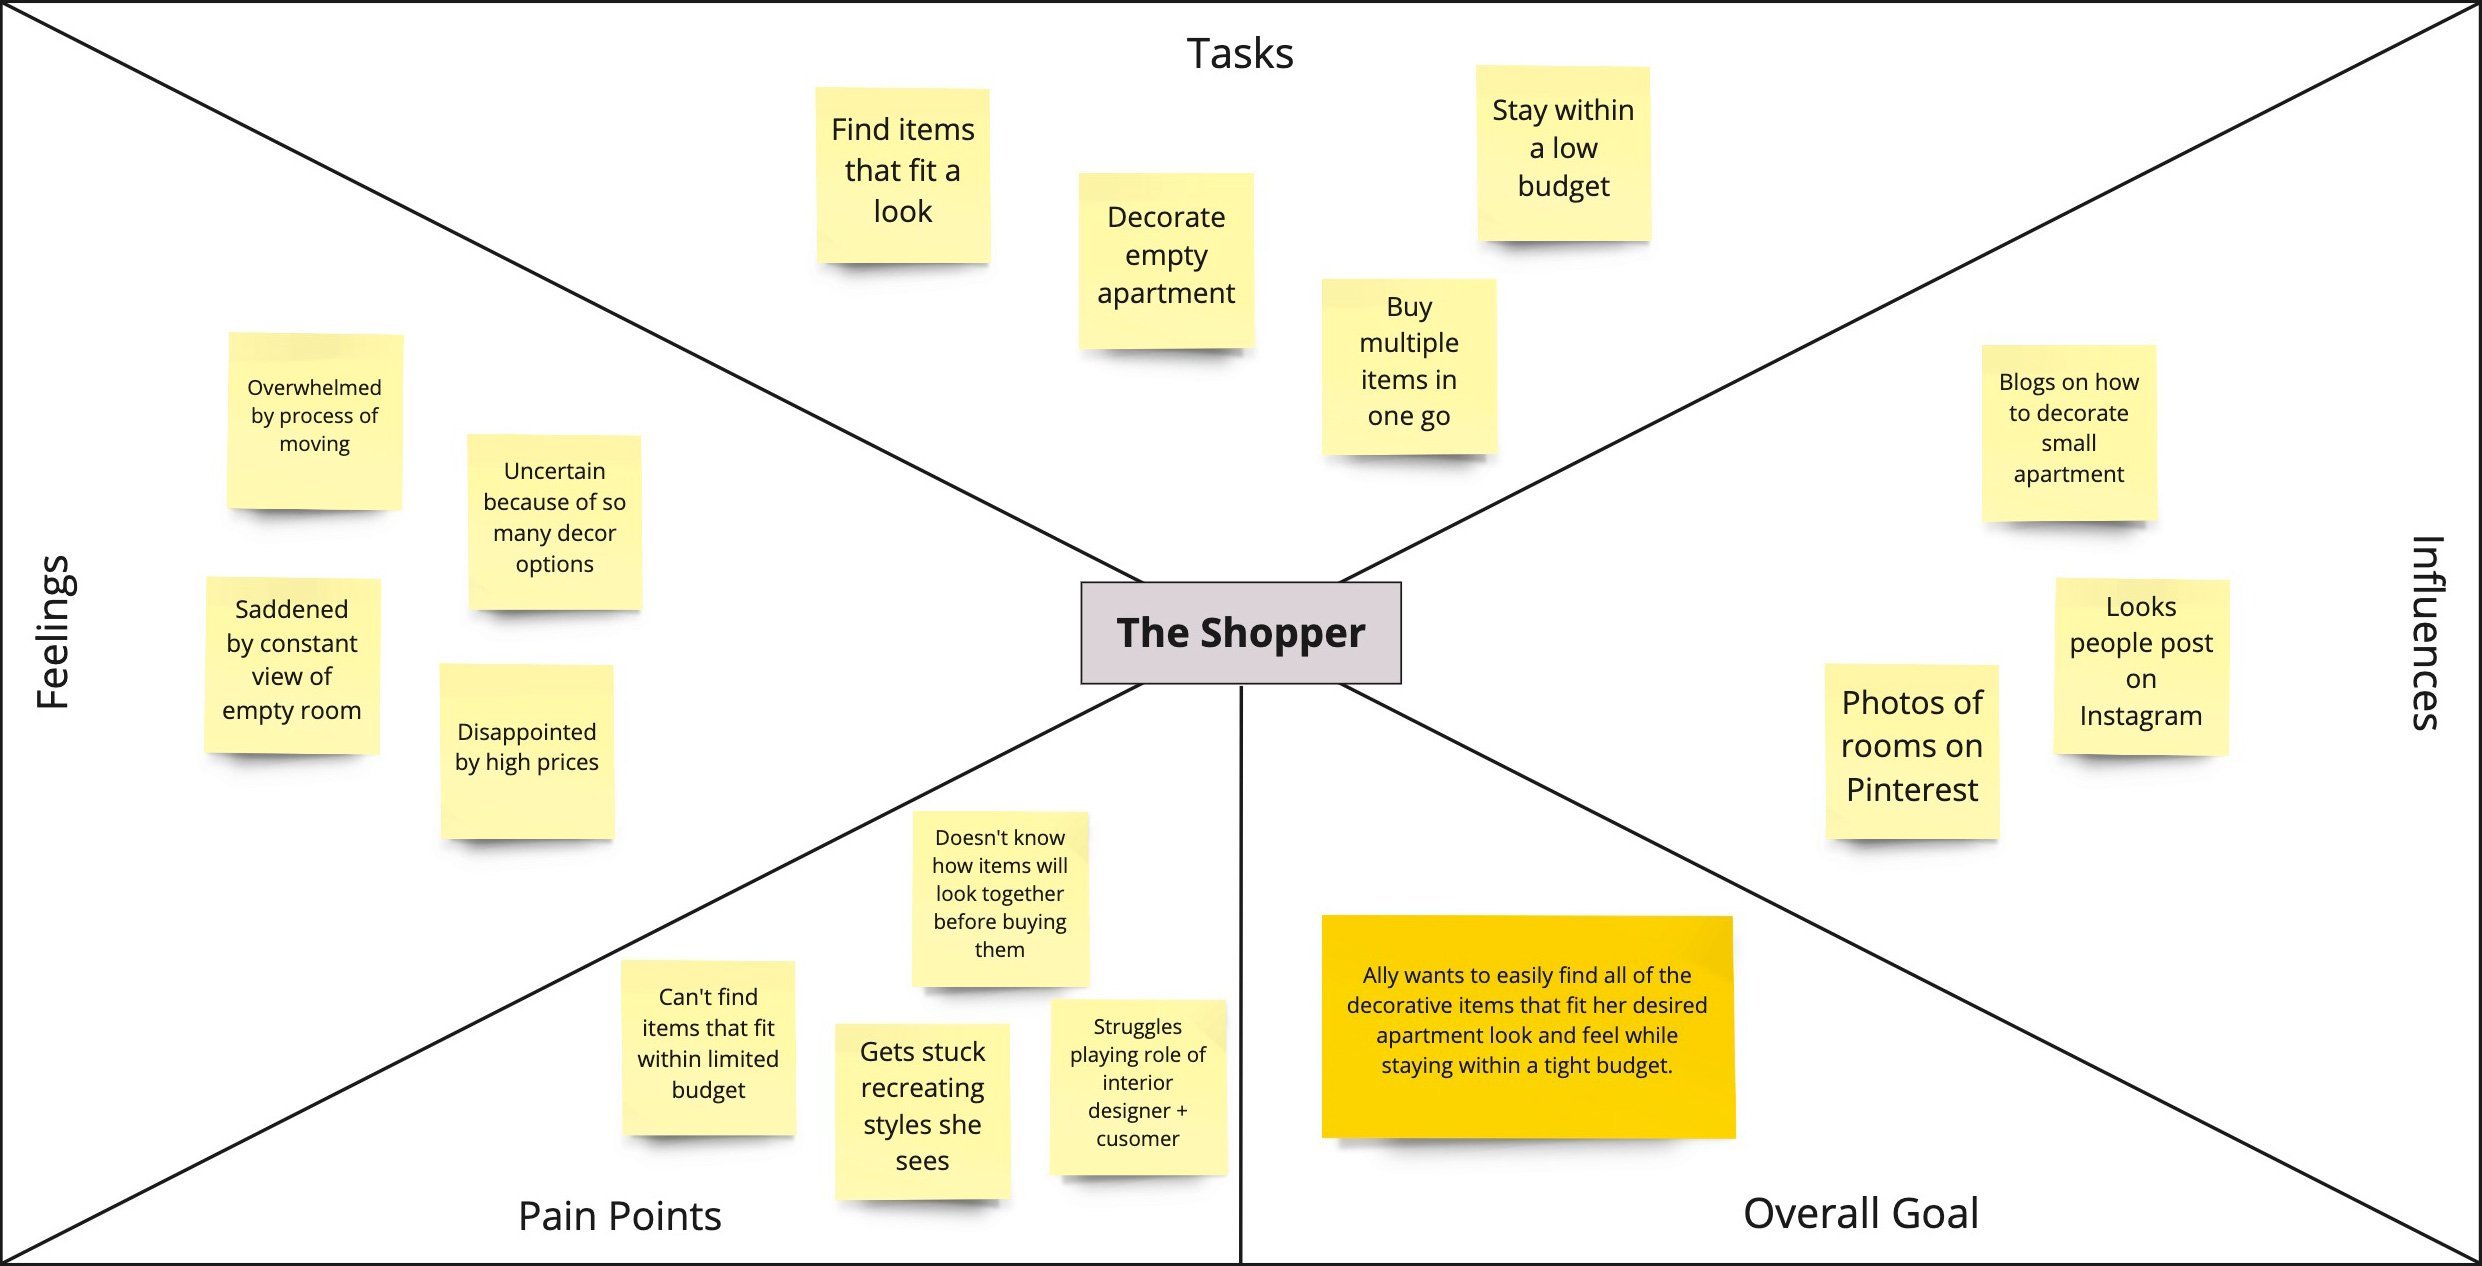 Tasks
Find items
that fit a
look
Decorate
empty
apartment
Stay within
a low
budget
Buy
multiple
items in
one go
Feelings
Overwhelmed
by process of
moving
Uncertain
because of so
many decor
options
Saddened
by constant
view of
empty room
Disappointed
by high prices
The Shopper
Influences
Blogs on how
to decorate
small
apartment
Looks
people post
on
Instagram
Photos of
rooms on
Pinterest
Pain Points
Doesn't know
how items will
look together
before buying
them
Can't find
items that fit
within limited
budget
Gets stuck
recreating
styles she
sees
Struggles
playing role of
interior
designer +
cusomer
Overall Goal
Ally wants to easily find all of the
decorative items that fit her desired
apartment look and feel while
staying within a tight budget.